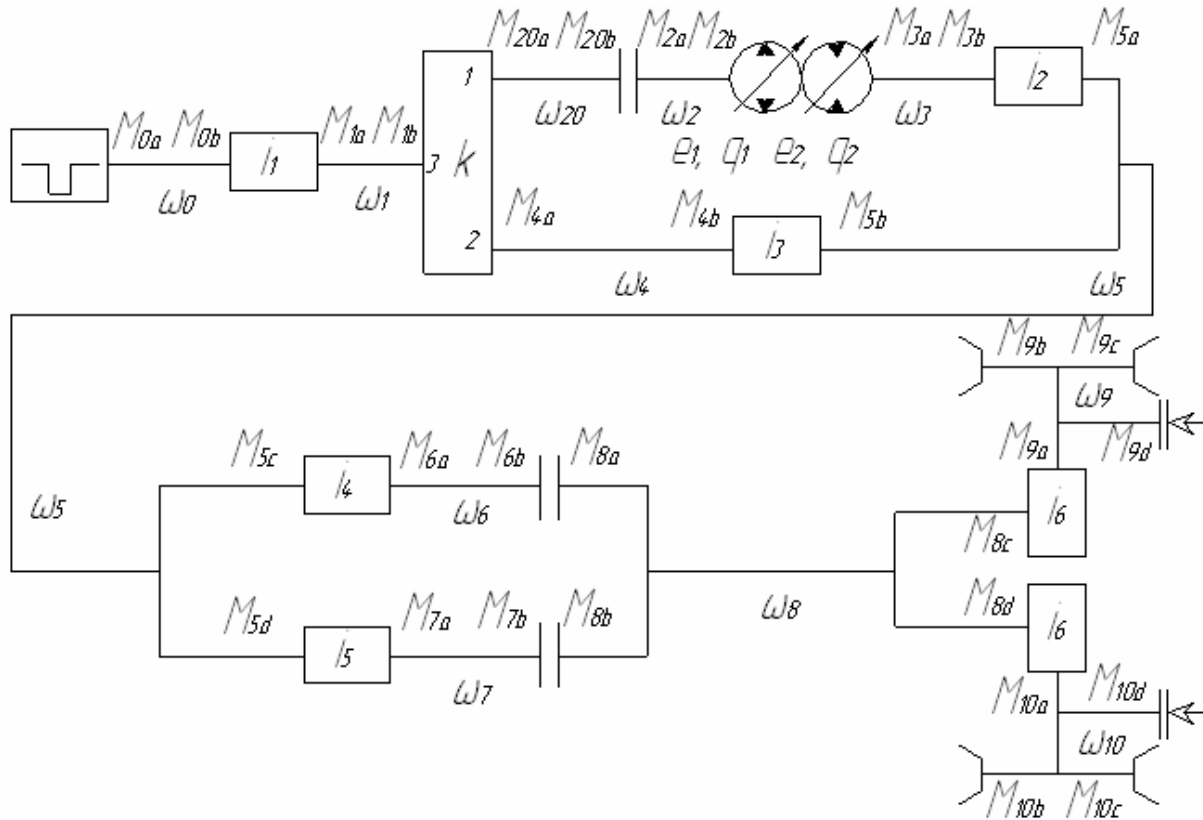 M20a M20b M2a M2b M3a M3b M5a
1 i2
ω20 ω2 ω3
M0a M0b M1a M1b e1, q1 e2, q2
i1 3 k
ω0 ω1 M4a M4b M5b
2 i3
ω4 ω5
M9b M9c
ω9
M5c M6a M6b M8a M9a M9d
i4 i6
ω5 ω6 M8c
M5d M7a M7b M8b ω8 M8d
i5 i6
ω7 M10a M10d
ω10
M10b M10c